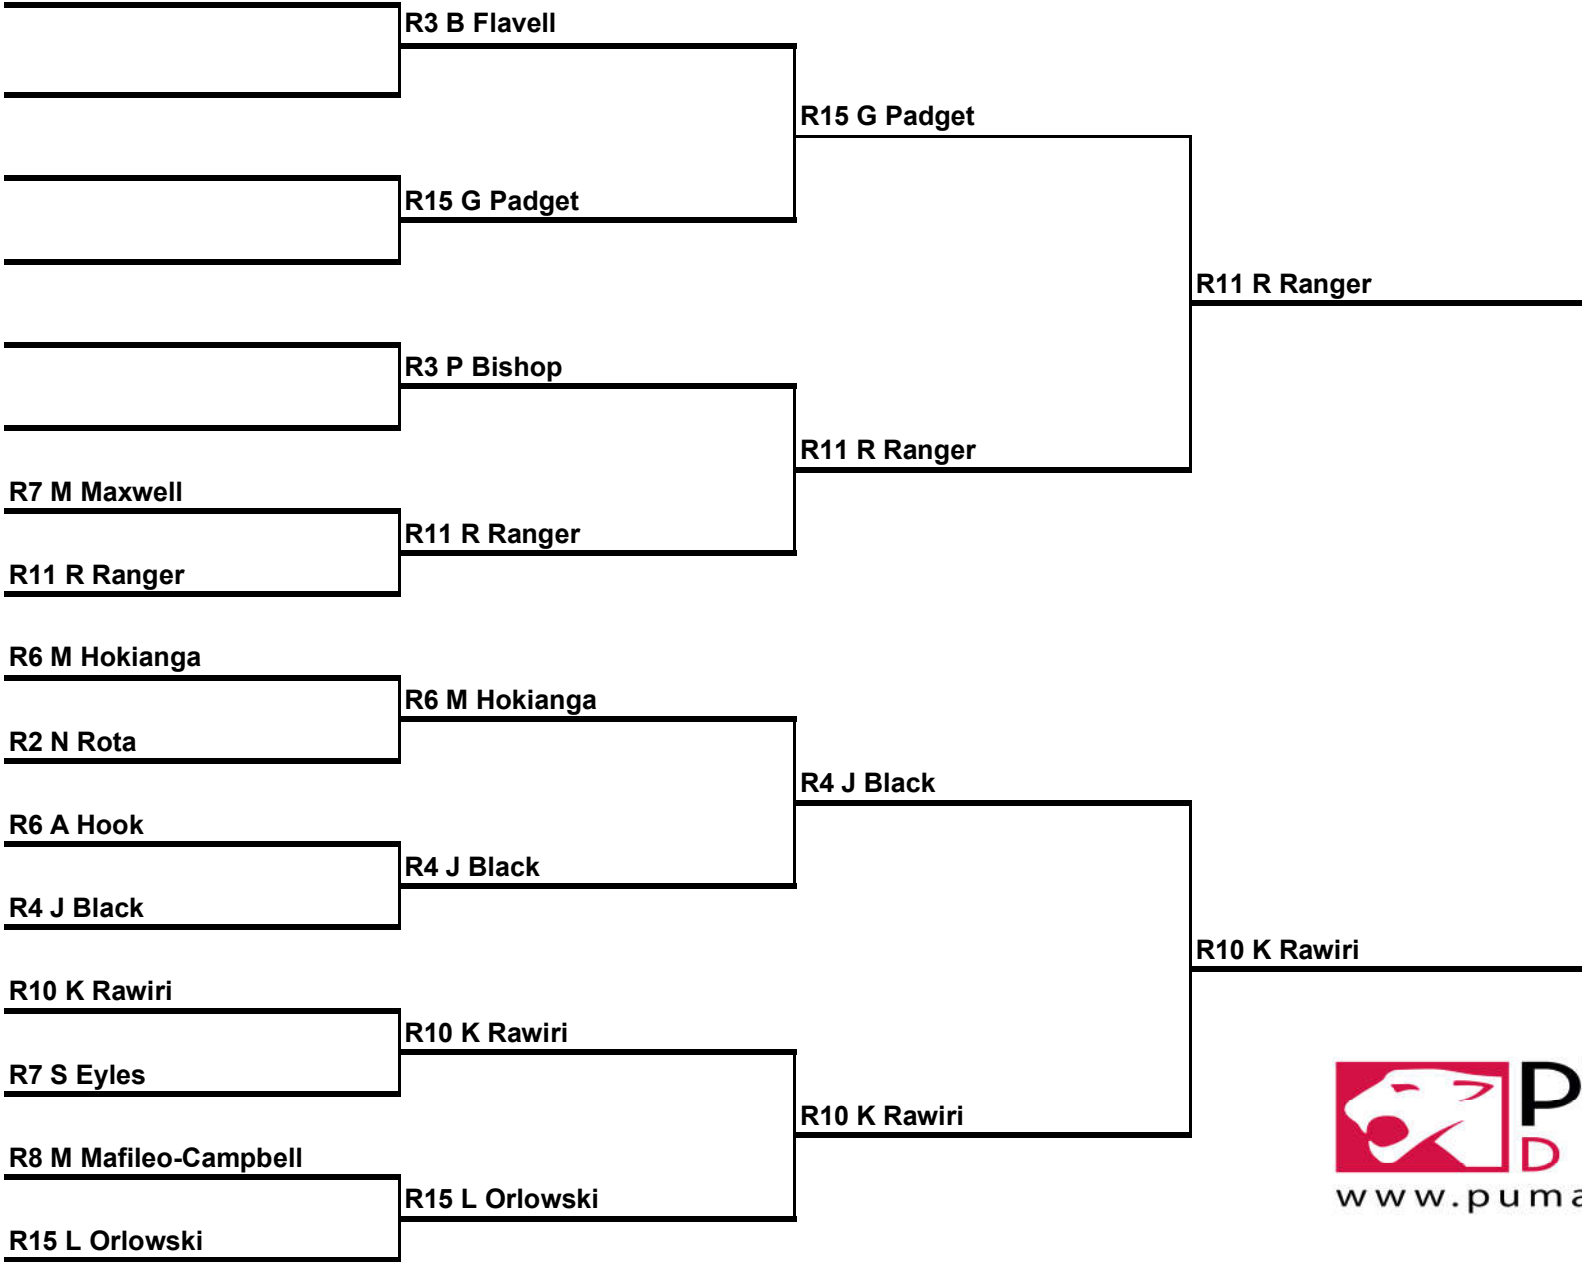 R3 B Flavell
R15 G Padget
R15 G Padget
R11 R Ranger
R3 P Bishop
R11 R Ranger
R7 M Maxwell
R11 R Ranger
R11 R Ranger
R6 M Hokianga
R6 M Hokianga
R2 N Rota
R4 J Black
R6 A Hook
R4 J Black
R4 J Black
R10 K Rawiri
R10 K Rawiri
R10 K Rawiri
R7 S Eyles
R10 K Rawiri
R8 M Mafileo-Campbell
R15 L Orlowski
R15 L Orlowski
P
D
www.puma